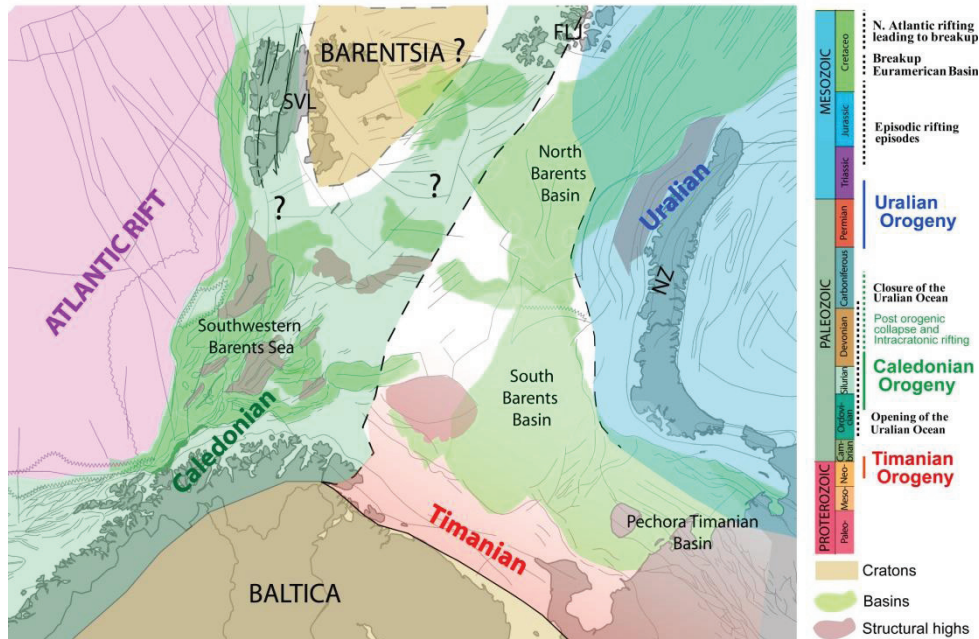 BARENTSIA ?
FLJ
SVL
?
?
North
Barents
Basin
Uralian
NZ
ATLANTIC RIFT
Southwestern
Barents Sea
South
Barents
Basin
Caledonian
Timanian
Pechora Timanian
Basin
BALTICA
MESOZOIC
Cretaceo
Jurassic
Triassic
PALEOZOIC
Permian
Carboniferous
Devonian
Silurian
Ordovi-
cian
Cam-
brian
PROTEROZOIC
Neo-
Meso-
Paleo-
N. Atlantic rifting
leading to breakup
Breakup
Euramerican Basin
Episodic rifting
episodes
Uralian
Orogeny
Closure of the
Uralian Ocean
Post orogenic
collapse and
Intracratonic rifting
Caledonian
Orogeny
Opening of the
Uralian Ocean
Timanian
Orogeny
Cratons
Basins
Structural highs